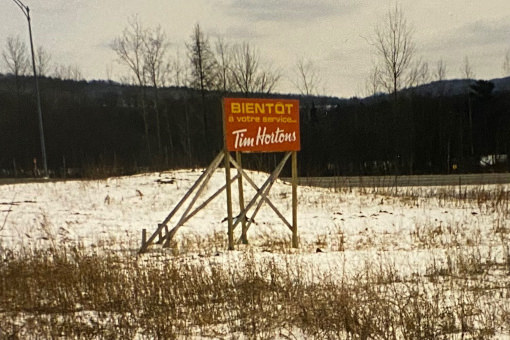 BIENTÔT
à votre service...
Tim Hortons